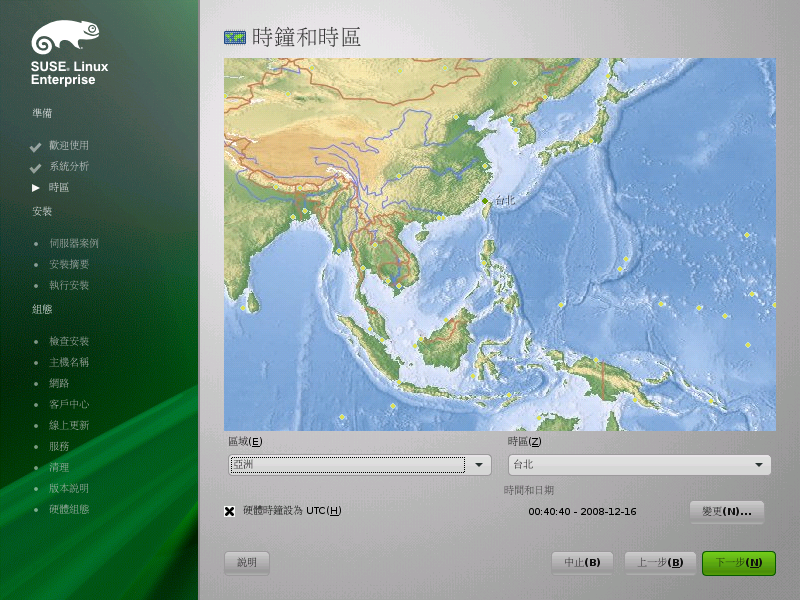 SUSE® Linux
Enterprise
準備
歡迎使用
系統分析
時區
安裝
伺服器案例
安裝摘要
執行安裝
組態
檢查安裝
主機名稱
網路
客戶中心
線上更新
服務
清理
版本說明
硬體組態
時鐘和時區
台北
區域(E)
時區(Z)
亞洲
台北
時間和日期
硬體時鐘設為 UTC(H)
00:40:40 - 2008-12-16
變更(N)...
說明
中止(B)
上一步(B)
下一步(N)